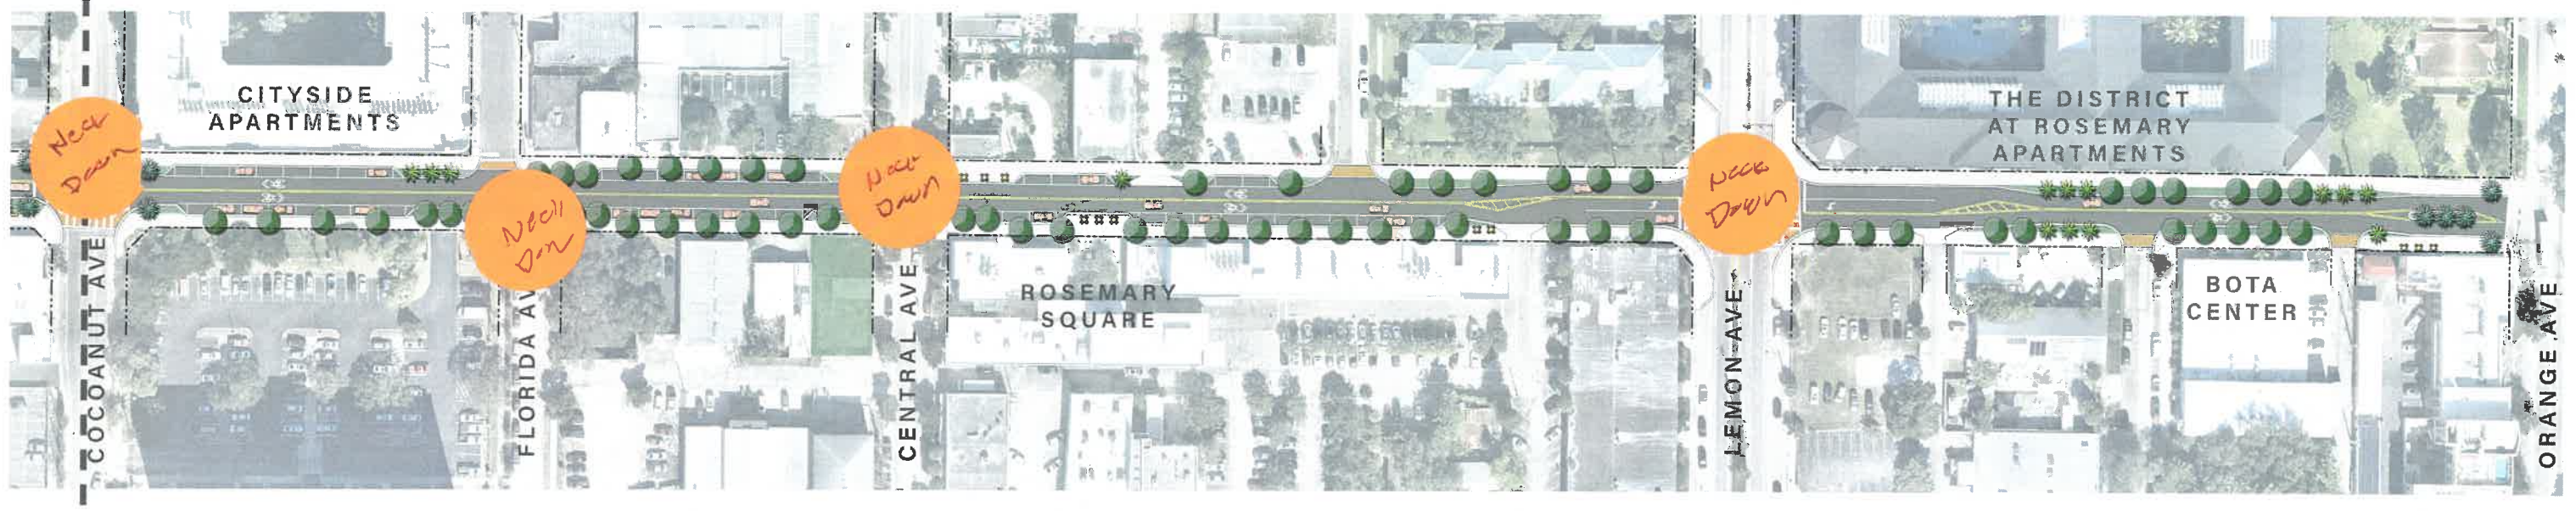 CITYSIDE
APARTMENTS
Neck
Down
Neck
Down
Neck
Down
Neck
Down
THE DISTRICT
AT ROSEMARY
APARTMENTS
COCOANUT AVE
FLORIDA AV
CENTRAL AVE
ROSEMARY
SQUARE
LEMON AVE
BOTA
CENTER
ORANGE AVE